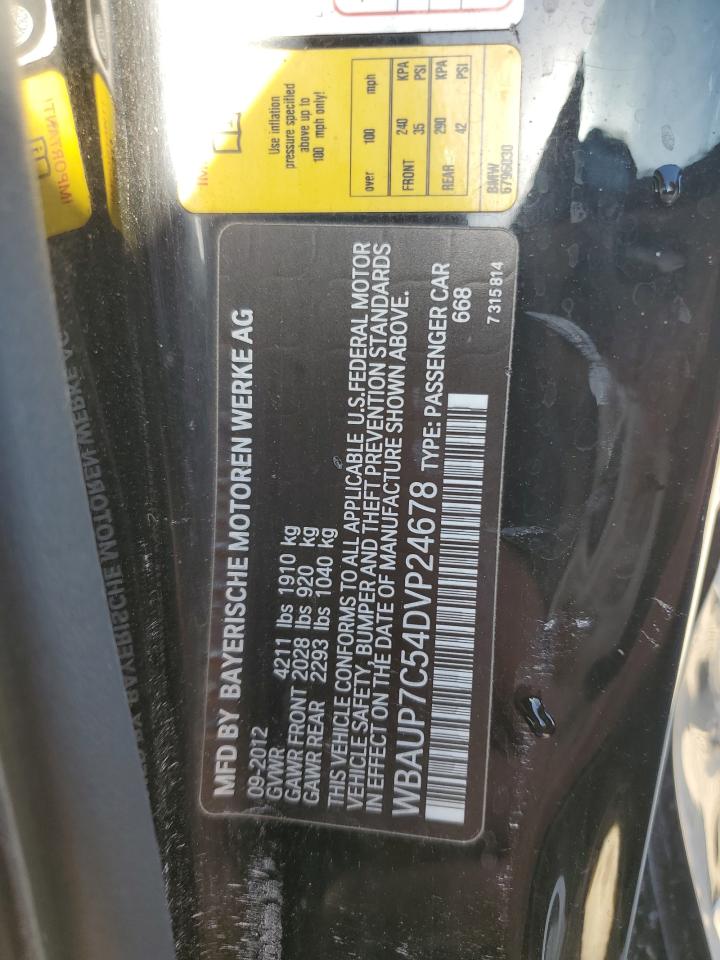 Use inflation
pressure specified
above up to
100 mph only!
over 100 mph
FRONT 240 KPA
35 PSI
REAR 290 KPA
42 PSI
BMW
6796030
MFD BY BAYERISCHE MOTOREN WERKE AG
09-2012
GVWR 4211 lbs 1910 kg
GAWR FRONT 2028 lbs 920 kg
GAWR REAR 2293 lbs 1040 kg
THIS VEHICLE CONFORMS TO ALL APPLICABLE U.S.FEDERAL MOTOR
VEHICLE SAFETY, BUMPER AND THEFT PREVENTION STANDARDS
IN EFFECT ON THE DATE OF MANUFACTURE SHOWN ABOVE.
WBAUP7C54DVP24678 TYPE: PASSENGER CAR
668
7 315 814